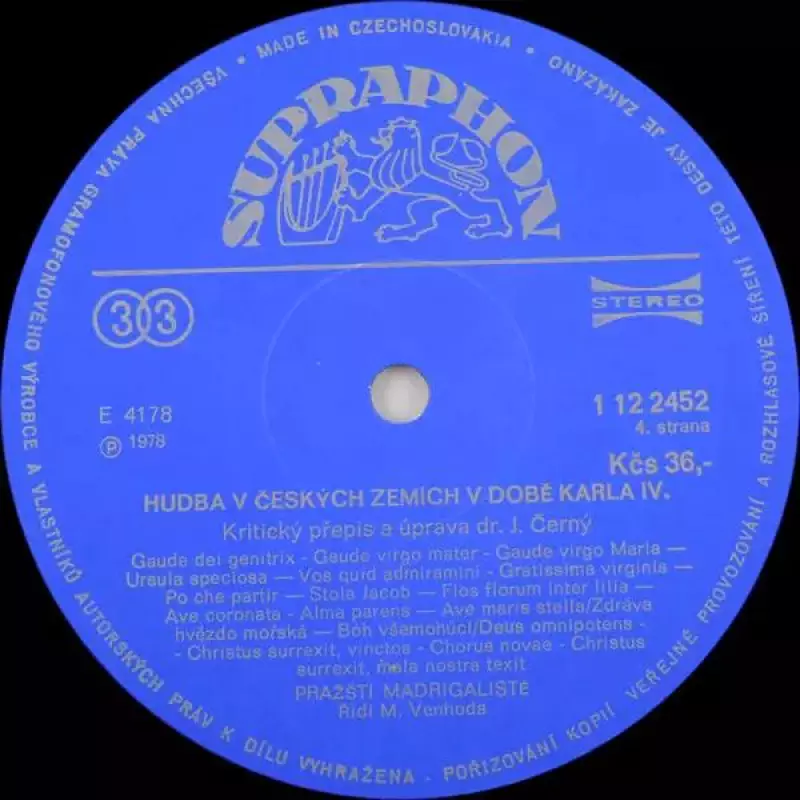 VŠECHNA PRÁVA GRAMOFONOVÉHO VÝROBCE A VLASTNÍKŮ AUTORSKÝCH PRÁV K DÍLU VYHRAŽENA · POŘIZOVÁNÍ KOPIÍ, VEŘEJNÉ PROVOZOVÁNÍ A ROZHLASOVÉ ŠÍŘENÍ TÉTO DESKY JE ZAKÁZÁNO • MADE IN CZECHOSLOVAKIA •
SUPRAPHON
33
STEREO
E 4178
1 12 2452
Ⓟ 1978
4. strana
Kčs 36,-
HUDBA V ČESKÝCH ZEMÍCH V DOBĚ KARLA IV.
Kritický přepis a úprava dr. J. Černý
Gaude dei genitrix - Gaude virgo mater - Gaude virgo Maria —
Ursula speciosa — Vos quid admiramini - Gratissima virginis —
Po che partir — Stola Jacob — Flos florum inter lilia —
Ave coronata - Alma parens — Ave maris stella/Zdráva
hvězdo mořská — Bóh všemohúcí/Deus omnipotens -
- Christus surrexit, vinctos - Chorus novae - Christus
surrexit, mala nostra texit
PRAŽŠTÍ MADRIGALISTÉ
Řídí M. Venhoda